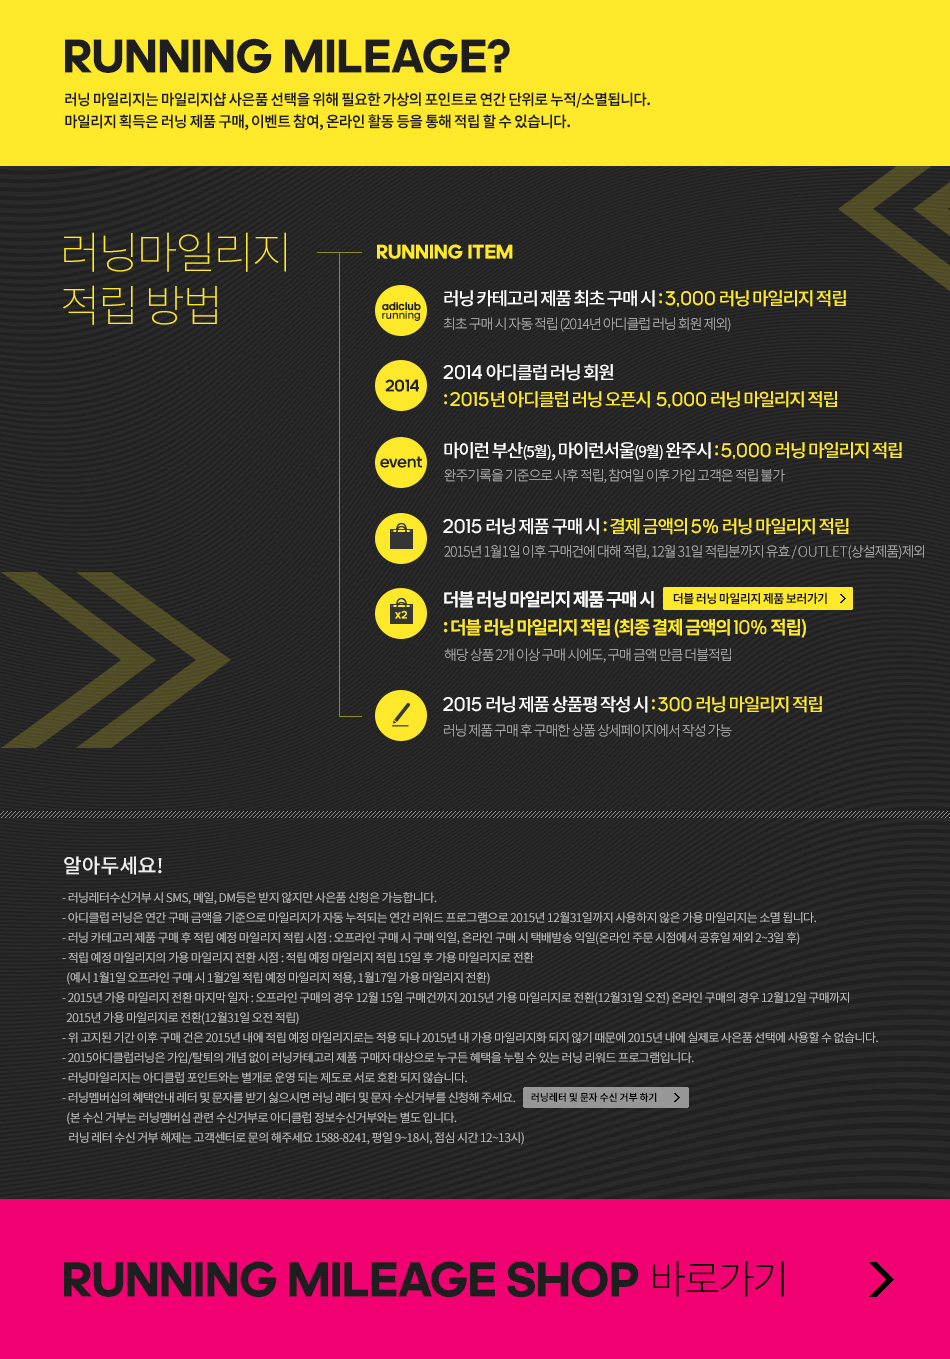 RUNNING MILEAGE?
러닝 마일리지는 마일리지샵 사은품 선택을 위해 필요한 가상의 포인트로 연간 단위로 누적/소멸됩니다.
마일리지 획득은 러닝 제품 구매, 이벤트 참여, 온라인 활동 등을 통해 적립 할 수 있습니다.
러닝마일리지
적립 방법
RUNNING ITEM
adiclub
running
러닝 카테고리 제품 최초 구매 시 : 3,000 러닝 마일리지 적립
최초 구매 시 자동 적립 (2014년 아디클럽 러닝 회원 제외)
2014
2014 아디클럽 러닝 회원
: 2015년 아디클럽 러닝 오픈시 5,000 러닝 마일리지 적립
event
마이런 부산(5월), 마이런서울(9월) 완주시 : 5,000 러닝 마일리지 적립
완주기록을 기준으로 사후 적립, 참여일 이후 가입 고객은 적립 불가
2015 러닝 제품 구매 시 : 결제 금액의 5% 러닝 마일리지 적립
2015년 1월1일 이후 구매건에 대해 적립, 12월 31일 적립분까지 유효 / OUTLET(상설제품)제외
x2
더블 러닝 마일리지 제품 구매 시 더블 러닝 마일리지 제품 보러가기
: 더블 러닝 마일리지 적립 (최종 결제 금액의 10% 적립)
해당 상품 2개 이상 구매 시에도, 구매 금액 만큼 더블적립
2015 러닝 제품 상품평 작성 시 : 300 러닝 마일리지 적립
러닝 제품 구매 후 구매한 상품 상세페이지에서 작성 가능
알아두세요!
- 러닝레터수신거부 시 SMS, 메일, DM등은 받지 않지만 사은품 신청은 가능합니다.
- 아디클럽 러닝은 연간 구매 금액을 기준으로 마일리지가 자동 누적되는 연간 리워드 프로그램으로 2015년 12월31일까지 사용하지 않은 가용 마일리지는 소멸 됩니다.
- 러닝 카테고리 제품 구매 후 적립 예정 마일리지 적립 시점 : 오프라인 구매 시 구매 익일, 온라인 구매 시 택배발송 익일(온라인 주문 시점에서 공휴일 제외 2~3일 후)
- 적립 예정 마일리지의 가용 마일리지 전환 시점 : 적립 예정 마일리지 적립 15일 후 가용 마일리지로 전환
(예시 1월1일 오프라인 구매 시 1월2일 적립 예정 마일리지 적용, 1월17일 가용 마일리지 전환)
- 2015년 가용 마일리지 전환 마지막 일자 : 오프라인 구매의 경우 12월 15일 구매건까지 2015년 가용 마일리지로 전환(12월31일 오전) 온라인 구매의 경우 12월12일 구매까지
2015년 가용 마일리지로 전환(12월31일 오전 적립)
- 위 고지된 기간 이후 구매 건은 2015년 내에 적립 예정 마일리지로는 적용 되나 2015년 내 가용 마일리지화 되지 않기 때문에 2015년 내에 실제로 사은품 선택에 사용할 수 없습니다.
- 2015아디클럽러닝은 가입/탈퇴의 개념 없이 러닝카테고리 제품 구매자 대상으로 누구든 혜택을 누릴 수 있는 러닝 리워드 프로그램입니다.
- 러닝마일리지는 아디클럽 포인트와는 별개로 운영 되는 제도로 서로 호환 되지 않습니다.
- 러닝멤버십의 혜택안내 레터 및 문자를 받기 싫으시면 러닝 레터 및 문자 수신거부를 신청해 주세요. 러닝레터 및 문자 수신 거부 하기
(본 수신 거부는 러닝멤버십 관련 수신거부로 아디클럽 정보수신거부와는 별도 입니다.
러닝 레터 수신 거부 해제는 고객센터로 문의 해주세요 1588-8241, 평일 9~18시, 점심 시간 12~13시)
RUNNING MILEAGE SHOP 바로가기